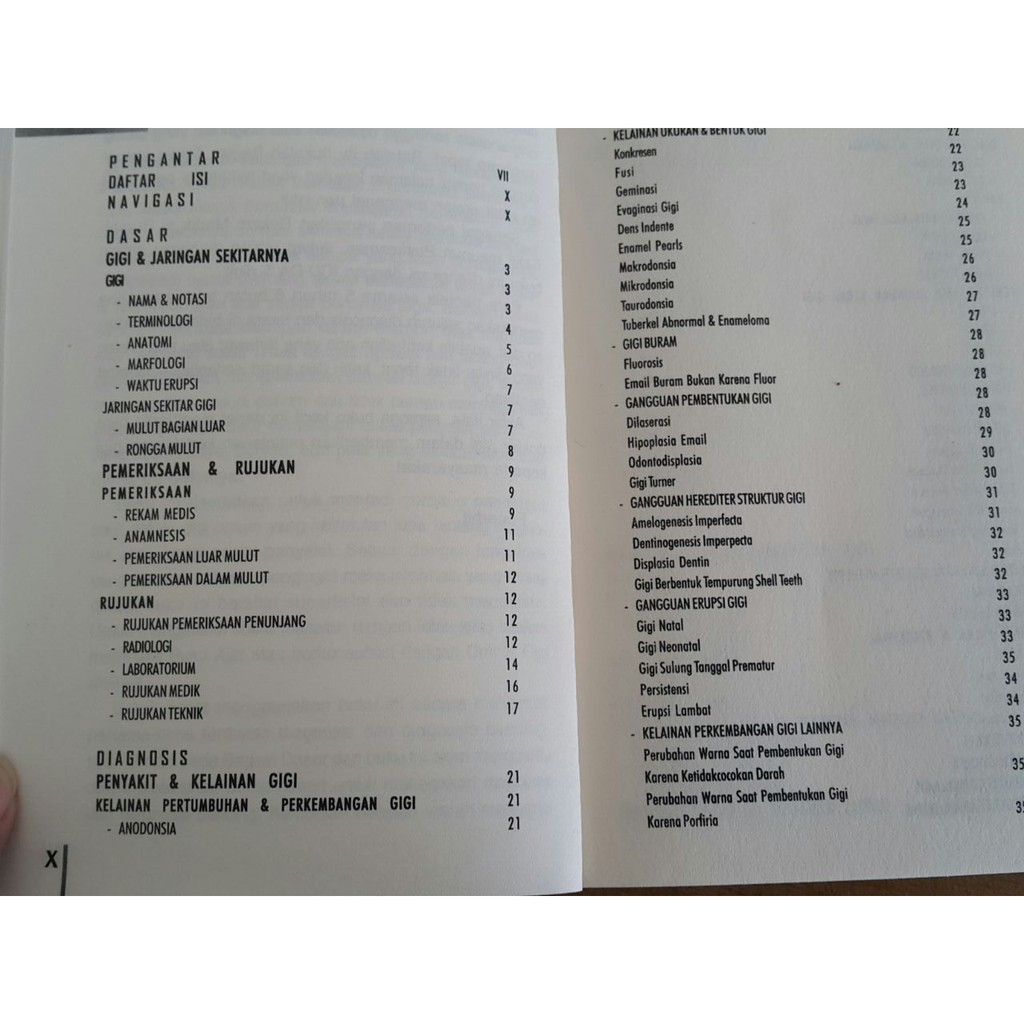 PENGANTAR VII
DAFTAR ISI X
NAVIGASI X
DASAR
GIGI & JARINGAN SEKITARNYA 3
GIGI 3
- NAMA & NOTASI 3
- TERMINOLOGI 4
- ANATOMI 5
- MARFOLOGI 6
- WAKTU ERUPSI 7
JARINGAN SEKITAR GIGI 7
- MULUT BAGIAN LUAR 7
- RONGGA MULUT 8
PEMERIKSAAN & RUJUKAN 9
PEMERIKSAAN 9
- REKAM MEDIS 9
- ANAMNESIS 11
- PEMERIKSAAN LUAR MULUT 11
- PEMERIKSAAN DALAM MULUT 12
RUJUKAN 12
- RUJUKAN PEMERIKSAAN PENUNJANG 12
- RADIOLOGI 12
- LABORATORIUM 14
- RUJUKAN MEDIK 16
- RUJUKAN TEKNIK 17
DIAGNOSIS
PENYAKIT & KELAINAN GIGI 21
KELAINAN PERTUMBUHAN & PERKEMBANGAN GIGI 21
- ANODONSIA 21
X
- KELAINAN UKURAN & BENTUK GIGI 22
Konkresen 22
Fusi 23
Geminasi 23
Evaginasi Gigi 24
Dens Indente 25
Enamel Pearls 25
Makrodonsia 26
Mikrodonsia 26
Taurodonsia 27
Tuberkel Abnormal & Enameloma 27
- GIGI BURAM 28
Fluorosis 28
Email Buram Bukan Karena Fluor 28
- GANGGUAN PEMBENTUKAN GIGI 28
Dilaserasi 28
Hipoplasia Email 29
Odontodisplasia 30
Gigi Turner 30
- GANGGUAN HEREDITER STRUKTUR GIGI 31
Amelogenesis Imperfecta 31
Dentinogenesis Imperpecta 32
Displasia Dentin 32
Gigi Berbentuk Tempurung Shell Teeth 32
- GANGGUAN ERUPSI GIGI 33
Gigi Natal 33
Gigi Neonatal 33
Gigi Sulung Tanggal Prematur 35
Persistensi 34
Erupsi Lambat 34
- KELAINAN PERKEMBANGAN GIGI LAINNYA 35
Perubahan Warna Saat Pembentukan Gigi
Karena Ketidakcocokan Darah 35
Perubahan Warna Saat Pembentukan Gigi
Karena Porfiria 35